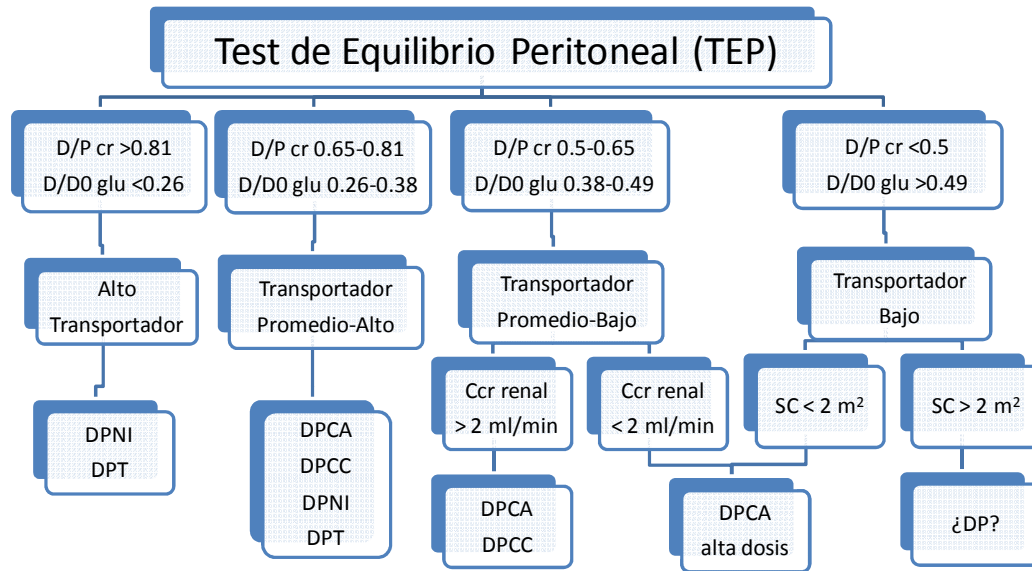 Test de Equilibrio Peritoneal (TEP)
D/P cr >0.81
D/D0 glu <0.26
D/P cr 0.65-0.81
D/D0 glu 0.26-0.38
D/P cr 0.5-0.65
D/D0 glu 0.38-0.49
D/P cr <0.5
D/D0 glu >0.49
Alto
Transportador
Transportador
Promedio-Alto
Transportador
Promedio-Bajo
Transportador
Bajo
Ccr renal
> 2 ml/min
Ccr renal
< 2 ml/min
SC < 2 m²
SC > 2 m²
DPNI
DPT
DPCA
DPCC
DPNI
DPT
DPCA
DPCC
DPCA
alta dosis
¿DP?